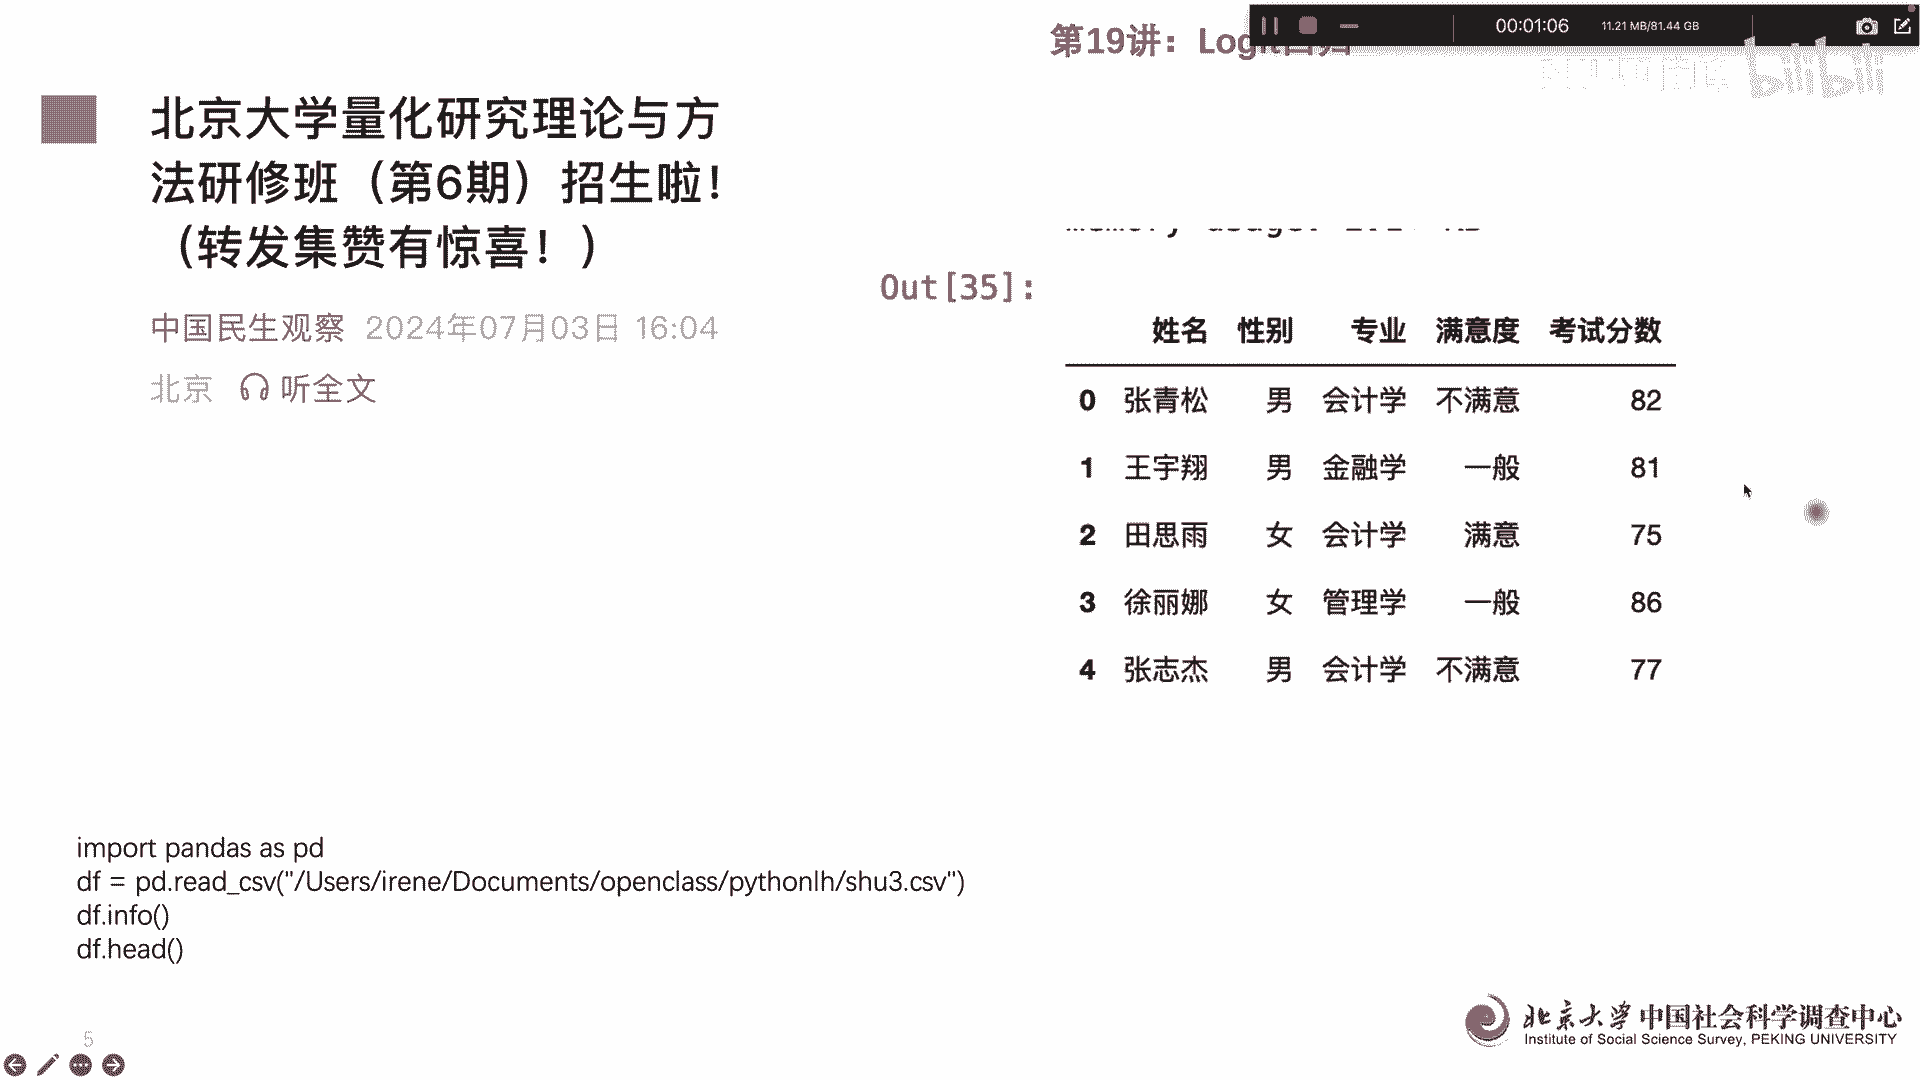 第19讲：Logit回归
00:01:06
11.21 MB/81.44 GB
bilibili
北京大学量化研究理论与方
法研修班（第6期）招生啦！
（转发集赞有惊喜！）
中国民生观察 2024年07月03日 16:04
北京 听全文
Out[35]:
姓名 性别 专业 满意度 考试分数
0 张青松 男 会计学 不满意 82
1 王宇翔 男 金融学 一般 81
2 田思雨 女 会计学 满意 75
3 徐丽娜 女 管理学 一般 86
4 张志杰 男 会计学 不满意 77
import pandas as pd
df = pd.read_csv("/Users/irene/Documents/openclass/pythonlh/shu3.csv")
df.info()
df.head()
5
北京大学中国社会科学调查中心
Institute of Social Science Survey, PEKING UNIVERSITY